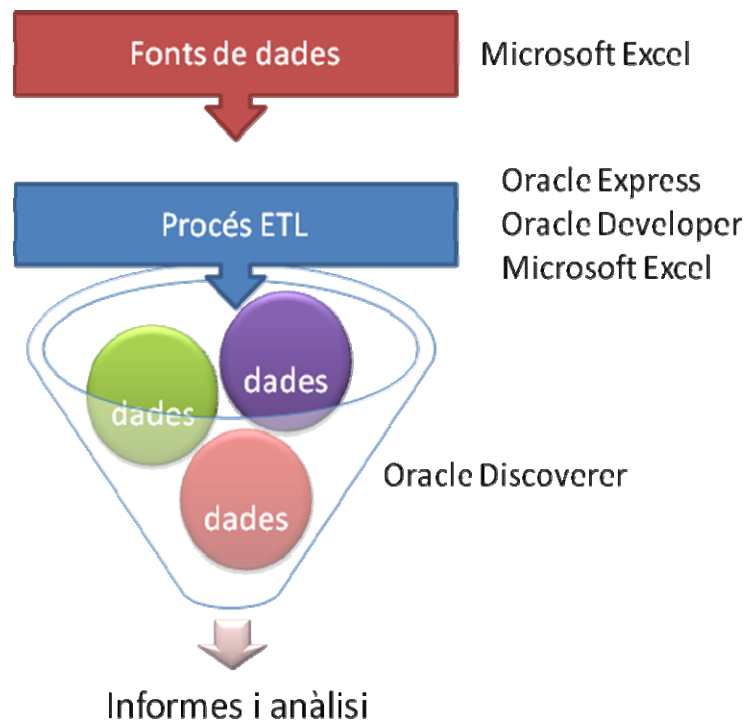 Fonts de dades
Microsoft Excel
Procés ETL
Oracle Express
Oracle Developer
Microsoft Excel
dades
dades
dades
Oracle Discoverer
Informes i anàlisi